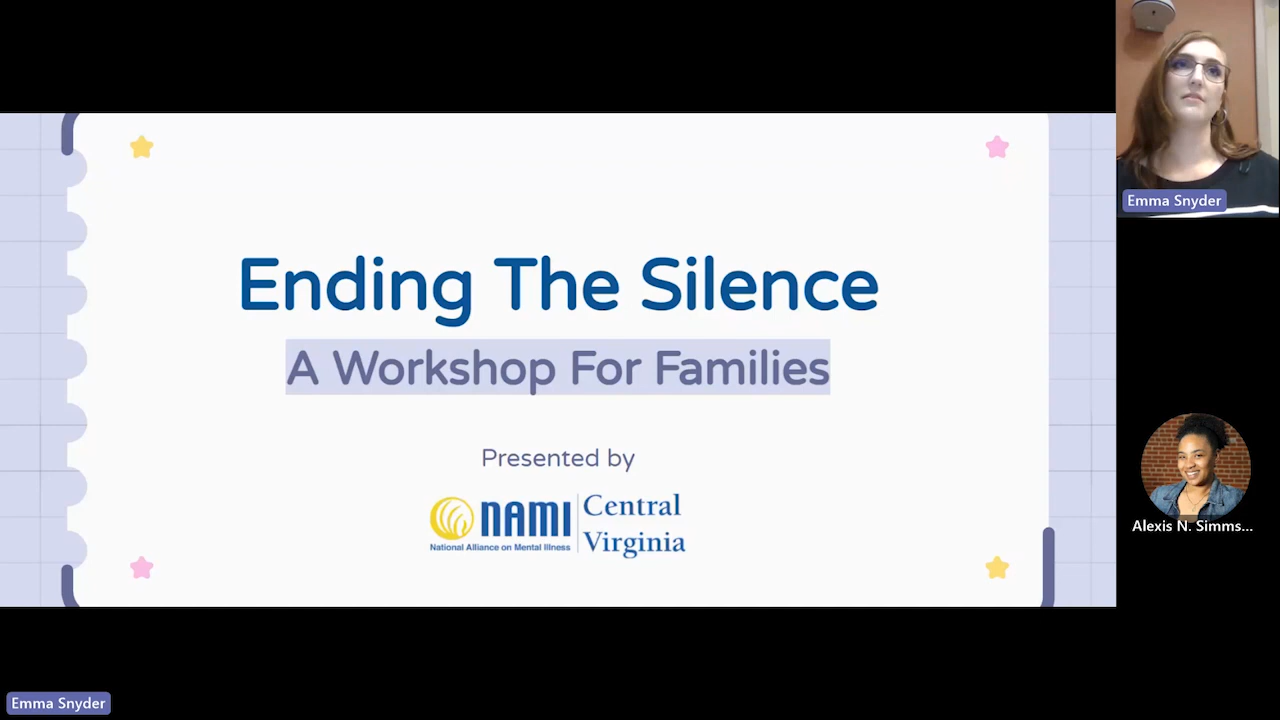 Ending The Silence
A Workshop For Families
Presented by
NAMI
National Alliance on Mental Illness
Central
Virginia
Emma Snyder
Alexis N. Simms...
Emma Snyder